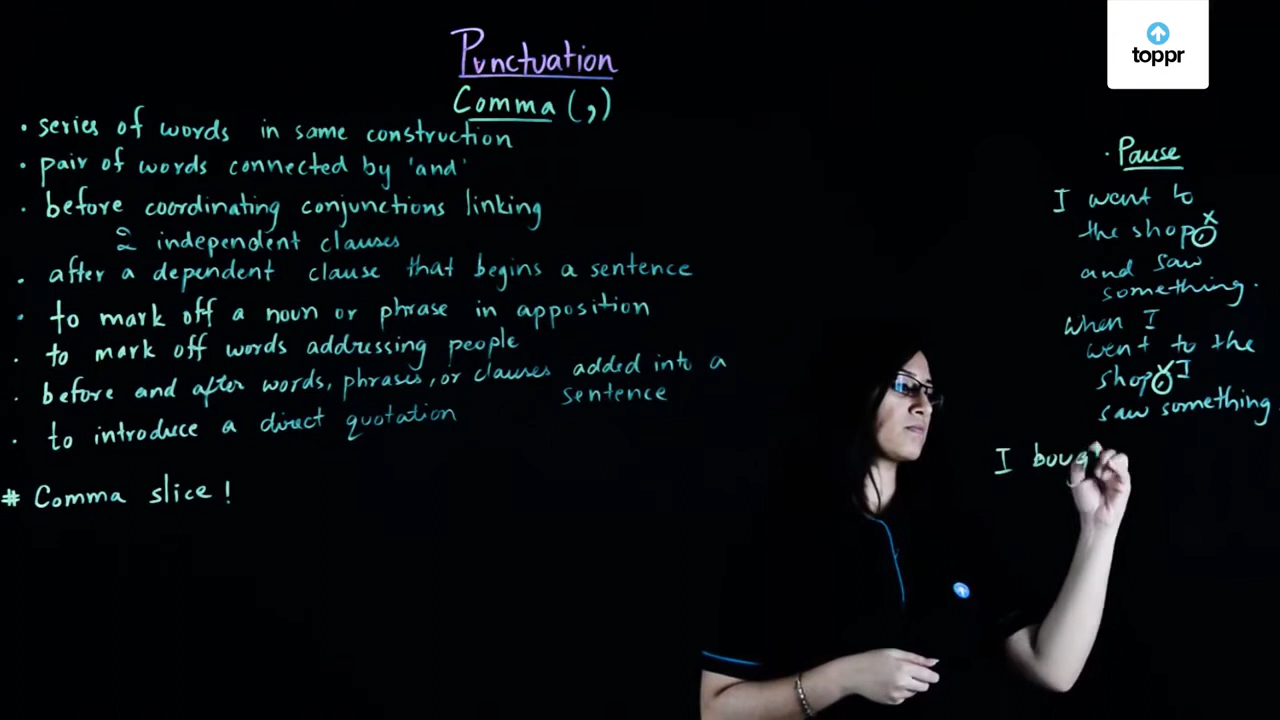 Punctuation
Comma (,)
• series of words in same construction
• pair of words connected by 'and'
• before coordinating conjunctions linking
2 independent clauses
• after a dependent clause that begins a sentence
• to mark off a noun or phrase in apposition
• to mark off words addressing people
• before and after words, phrases, or clauses added into a
sentence
• to introduce a direct quotation
# Comma slice!
toppr
• Pause
I want to
the shop,
x
and saw
something.
when I
went to the
shop, I
x
saw something
I boug